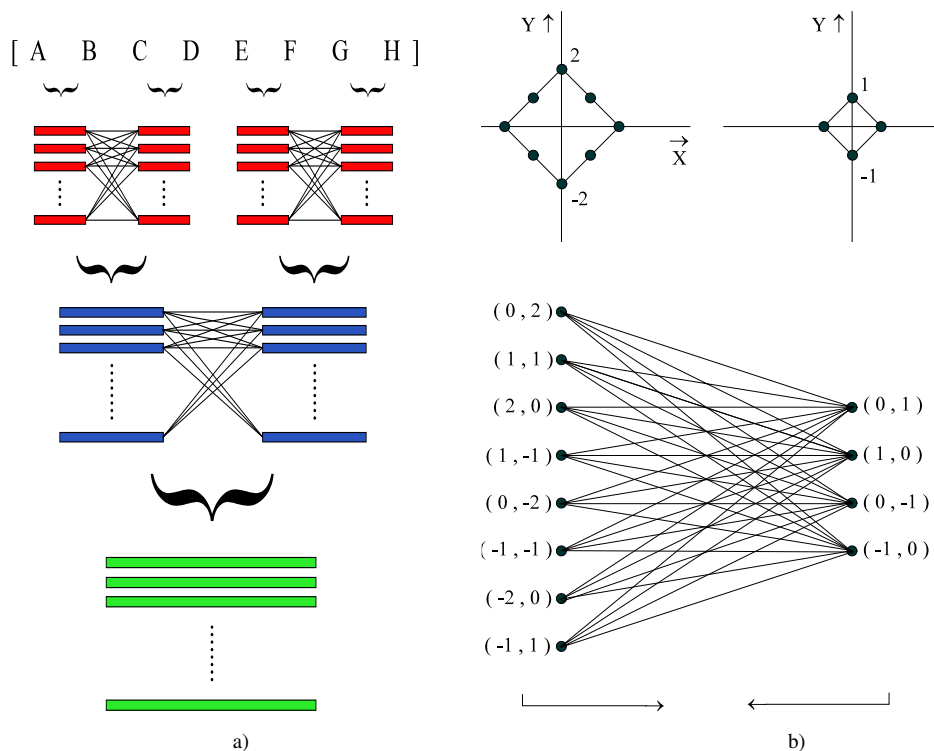 [ A B C D E F G H ]
Y ↑
2
X
-2
Y ↑
1
-1
( 0 , 2 )
( 1 , 1 )
( 2 , 0 )
( 1 , -1 )
( 0 , -2 )
( -1 , -1 )
( -2 , 0 )
( -1 , 1 )
( 0 , 1 )
( 1 , 0 )
( 0 , -1 )
( -1 , 0 )
a)
b)